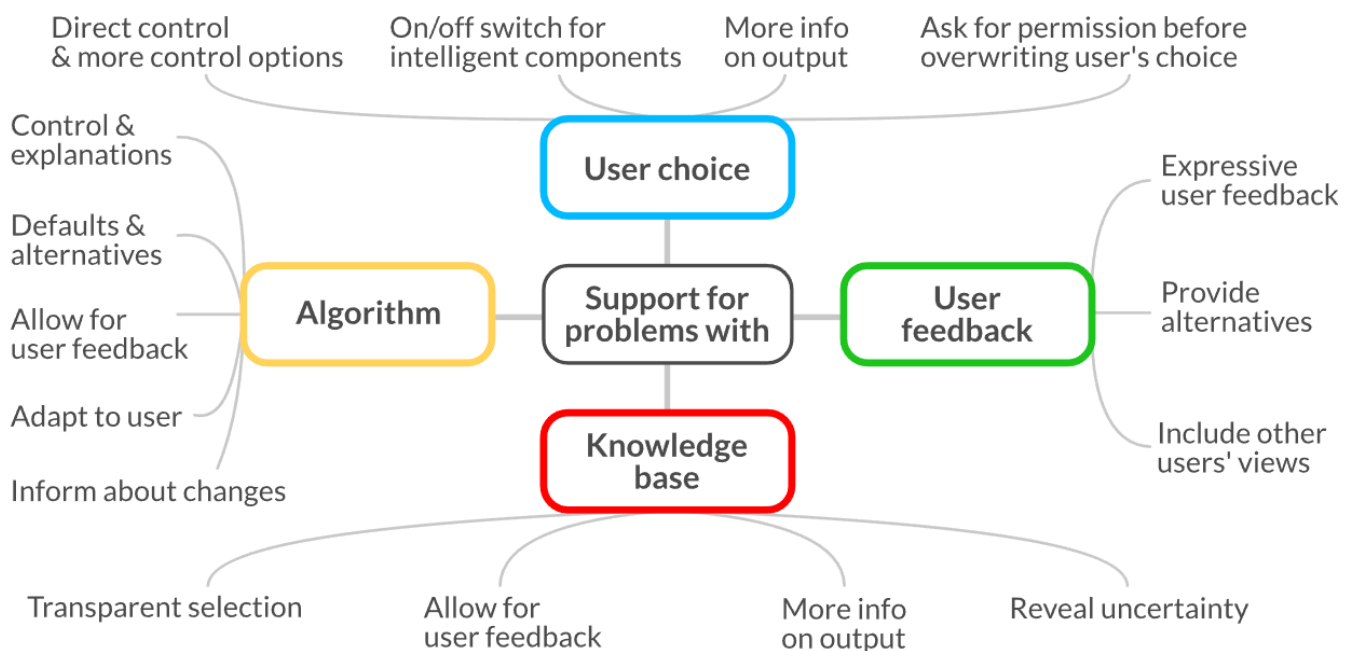 Direct control
& more control options
On/off switch for
intelligent components
More info
on output
Ask for permission before
overwriting user's choice
Control &
explanations
User choice
Expressive
user feedback
Defaults &
alternatives
Algorithm
Support for
problems with
User
feedback
Provide
alternatives
Allow for
user feedback
Adapt to user
Knowledge
base
Include other
users' views
Inform about changes
Transparent selection
Allow for
user feedback
More info
on output
Reveal uncertainty